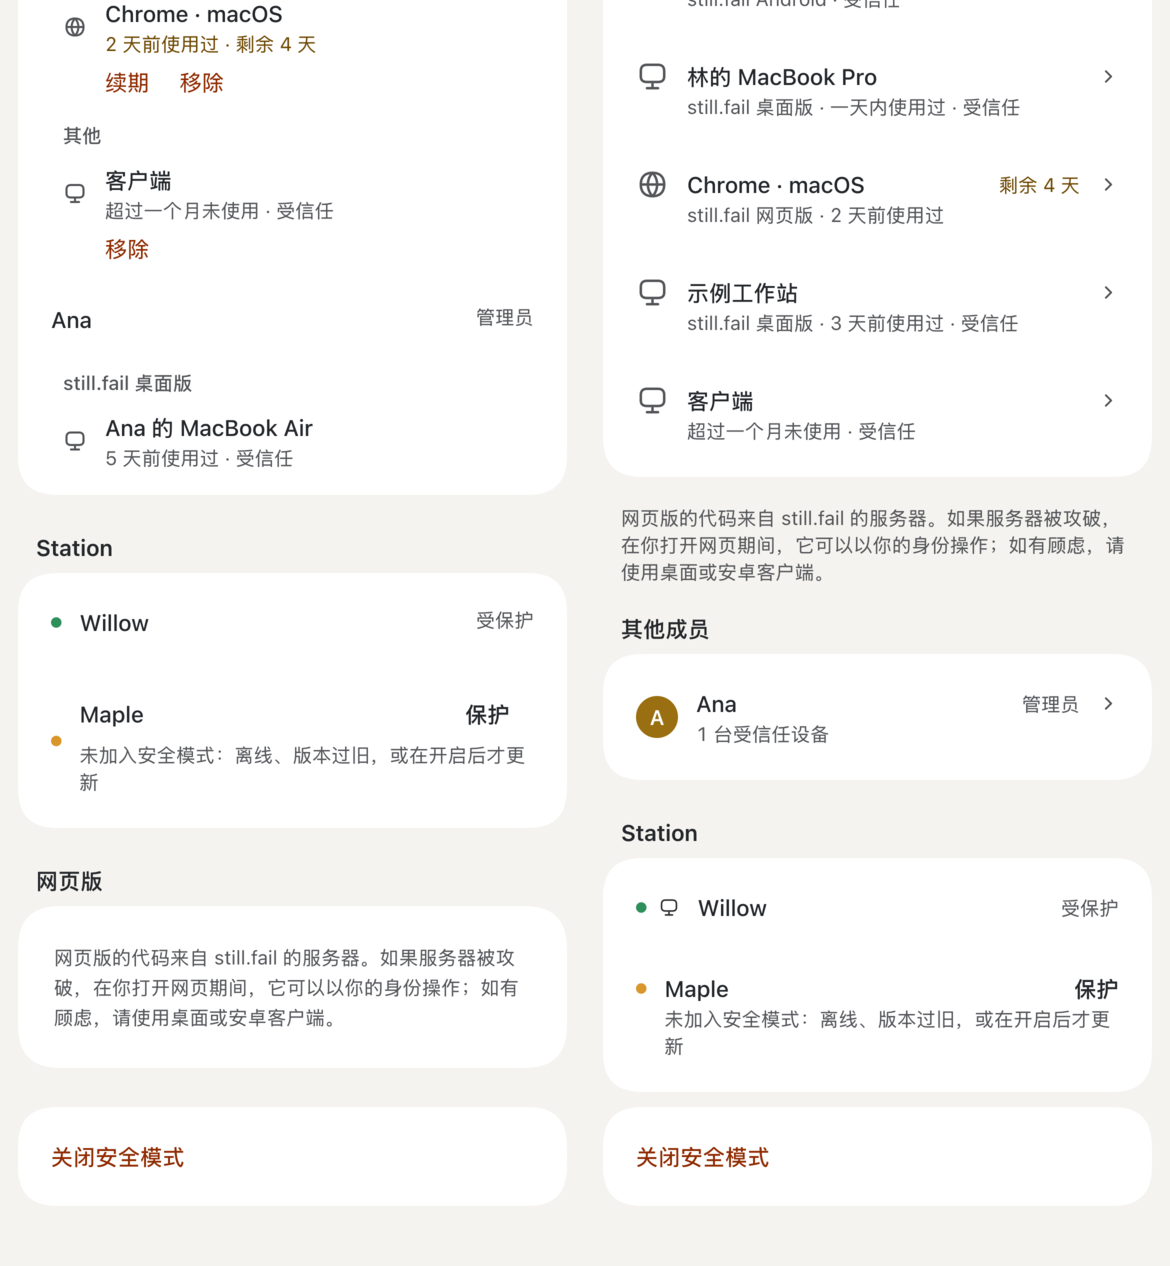 Chrome · macOS
2 天前使用过 · 剩余 4 天
续期 移除
其他
客户端
超过一个月未使用 · 受信任
移除
Ana 管理员
still.fail 桌面版
Ana 的 MacBook Air
5 天前使用过 · 受信任
Station
Willow 受保护
Maple 保护
未加入安全模式：离线、版本过旧，或在开启后才更
新
网页版
网页版的代码来自 still.fail 的服务器。如果服务器被攻
破，在你打开网页期间，它可以以你的身份操作；如有
顾虑，请使用桌面或安卓客户端。
关闭安全模式
still.fail Android · 受信任
林的 MacBook Pro
still.fail 桌面版 · 一天内使用过 · 受信任
Chrome · macOS 剩余 4 天
still.fail 网页版 · 2 天前使用过
示例工作站
still.fail 桌面版 · 3 天前使用过 · 受信任
客户端
超过一个月未使用 · 受信任
网页版的代码来自 still.fail 的服务器。如果服务器被攻破，
在你打开网页期间，它可以以你的身份操作；如有顾虑，请
使用桌面或安卓客户端。
其他成员
A Ana 管理员
1 台受信任设备
Station
Willow 受保护
Maple 保护
未加入安全模式：离线、版本过旧，或在开启后才更
新
关闭安全模式